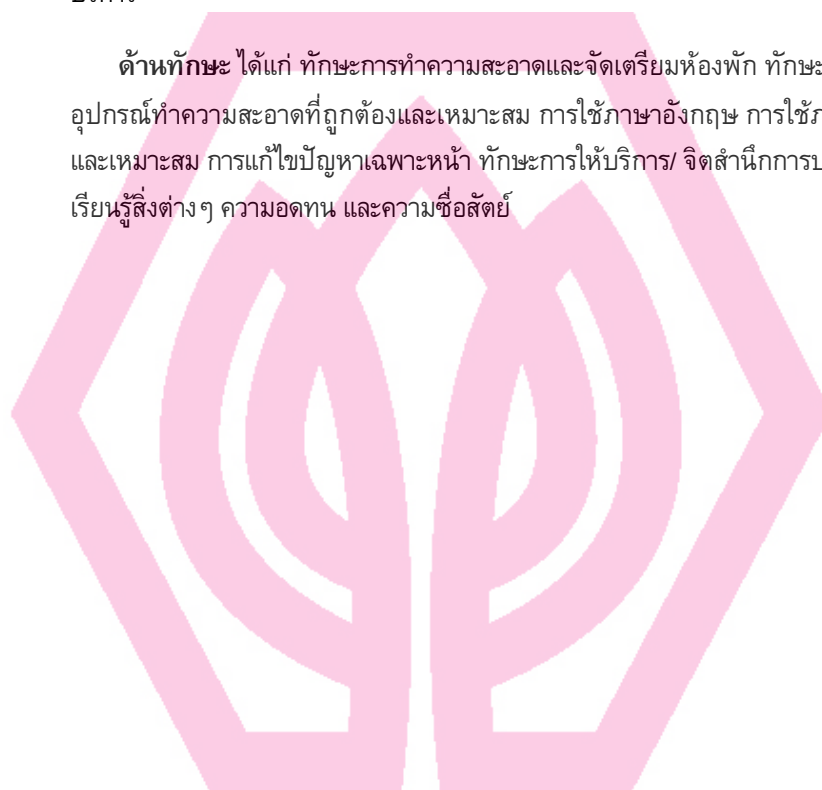 ด้านทักษะ ได้แก่ ทักษะการทำความสะอาดและจัดเตรียมห้องพัก ทักษะ
อุปกรณ์ทำความสะอาดที่ถูกต้องและเหมาะสม การใช้ภาษาอังกฤษ การใช้
และเหมาะสม การแก้ไขปัญหาเฉพาะหน้า ทักษะการให้บริการ/ จิตสำนึกการ
เรียนรู้สิ่งต่างๆ ความอดทน และความซื่อสัตย์